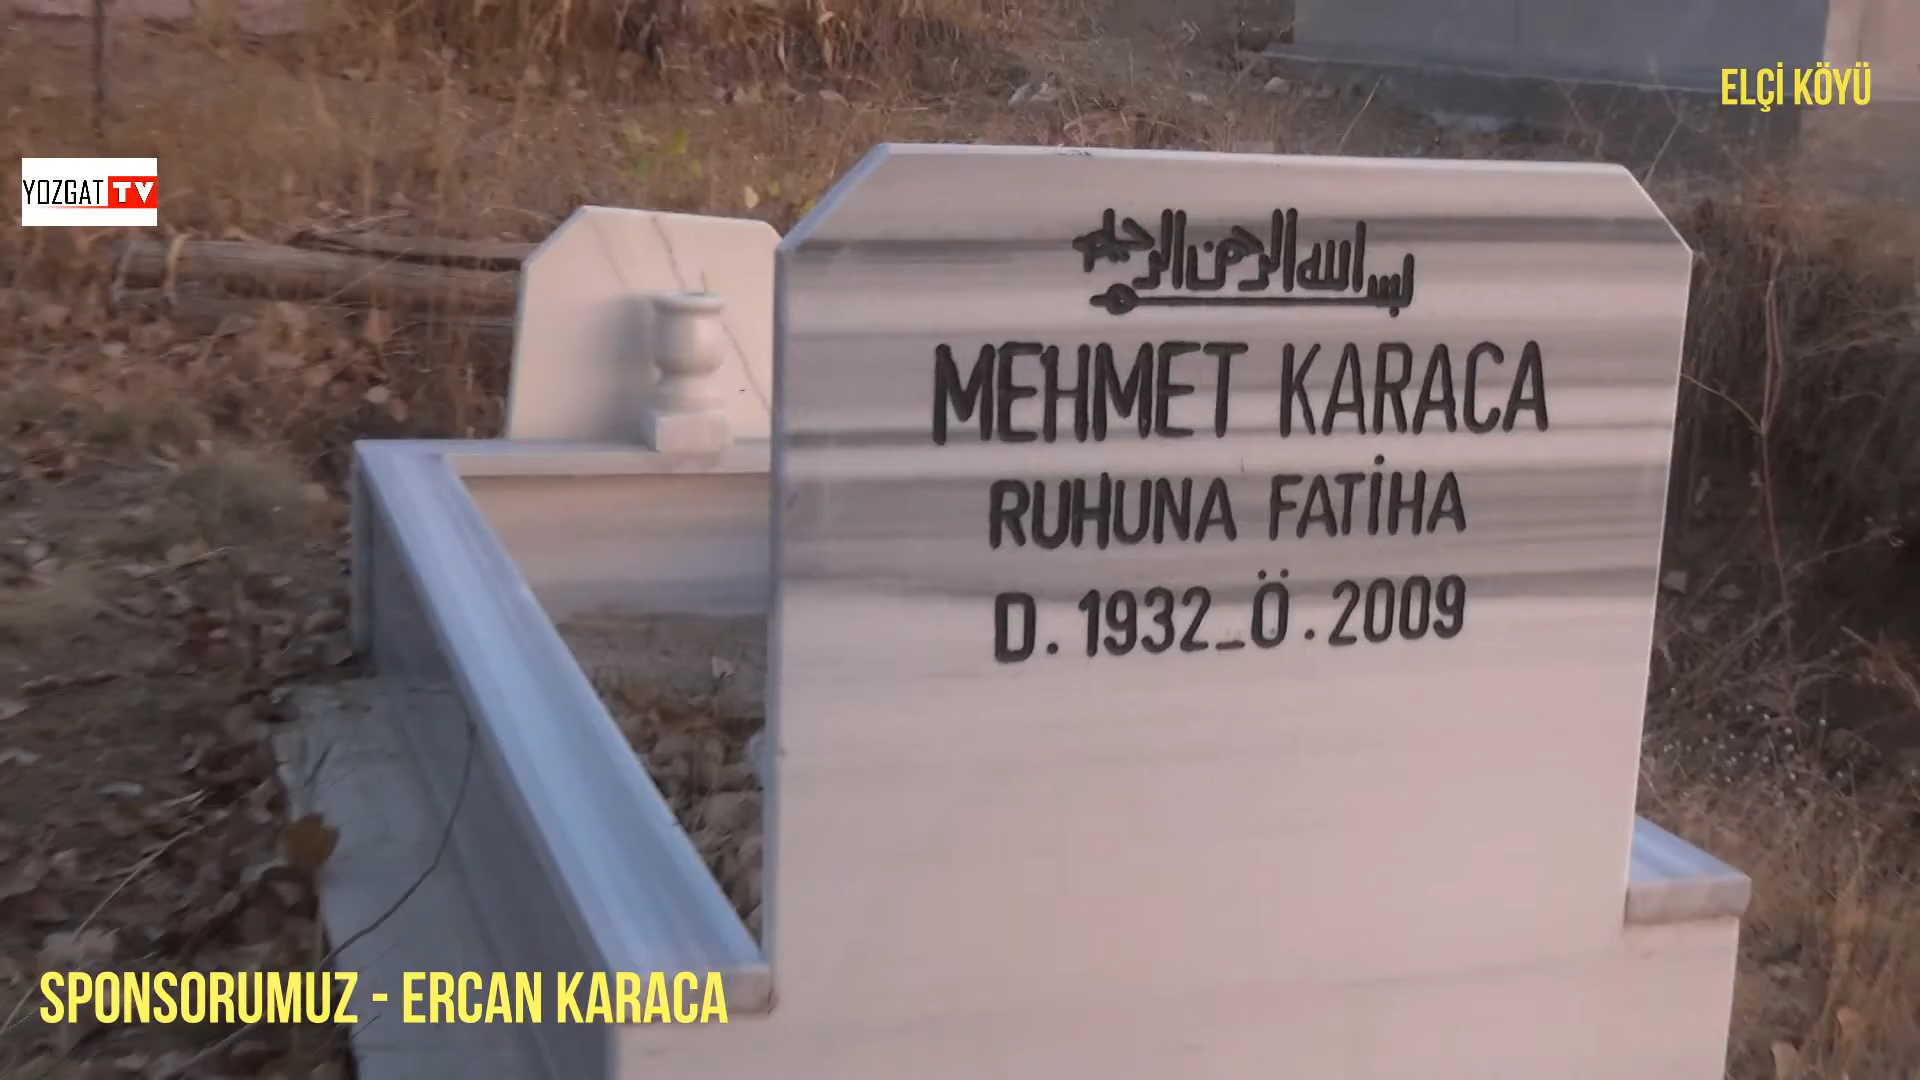 ELÇİ KÖYÜ
YOZGAT TV
بسم الله الرحمن الرحيم
MEHMET KARACA
RUHUNA FATİHA
D. 1932_Ö. 2009
SPONSORUMUZ - ERCAN KARACA